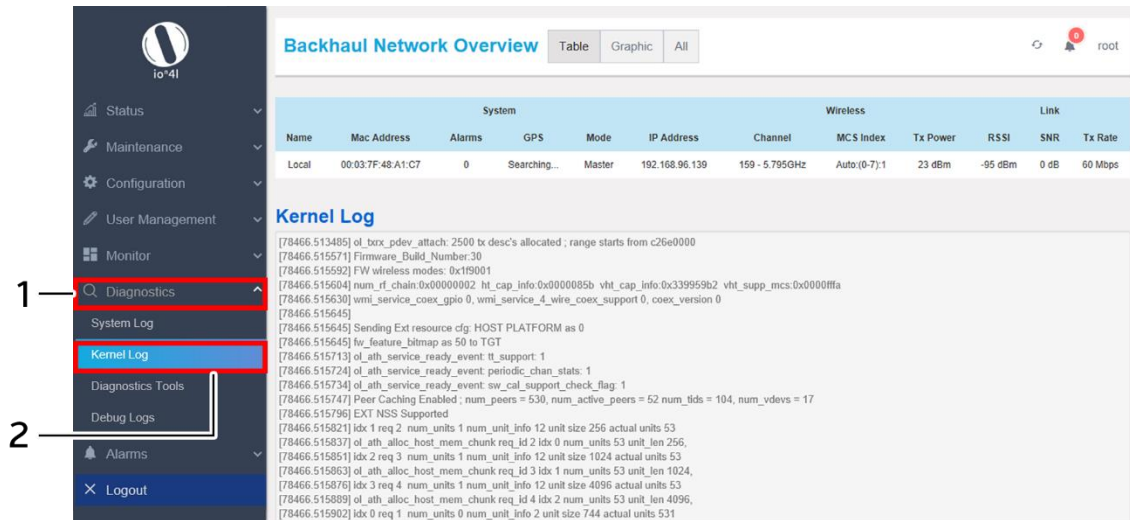 io°4l
Status
Maintenance
Configuration
User Management
Monitor
1
Diagnostics
System Log
Kernel Log
Diagnostics Tools
2
Debug Logs
Alarms
Logout
Backhaul Network Overview Table Graphic All 0 root
System Wireless Link
Name Mac Address Alarms GPS Mode IP Address Channel MCS Index Tx Power RSSI SNR Tx Rate
Local 00:03:7F:48:A1:C7 0 Searching... Master 192.168.96.139 159 - 5.795GHz Auto:(0-7):1 23 dBm -95 dBm 0 dB 60 Mbps
Kernel Log
[78466.513485] ol_txrx_pdev_attach: 2500 tx desc's allocated ; range starts from c26e0000
[78466.515571] Firmware_Build_Number:30
[78466.515592] FW wireless modes: 0x1f9001
[78466.515604] num_rf_chain:0x00000002 ht_cap_info:0x0000085b vht_cap_info:0x339959b2 vht_supp_mcs:0x0000fffa
[78466.515630] wmi_service_coex_gpio 0, wmi_service_4_wire_coex_support 0, coex_version 0
[78466.515645]
[78466.515645] Sending Ext resource cfg: HOST PLATFORM as 0
[78466.515645] fw_feature_bitmap as 50 to TGT
[78466.515713] ol_ath_service_ready_event: tt_support: 1
[78466.515724] ol_ath_service_ready_event: periodic_chan_stats: 1
[78466.515734] ol_ath_service_ready_event: sw_cal_support_check_flag: 1
[78466.515747] Peer Caching Enabled ; num_peers = 530, num_active_peers = 52 num_tids = 104, num_vdevs = 17
[78466.515796] EXT NSS Supported
[78466.515821] idx 1 req 2 num_units 1 num_unit_info 12 unit size 256 actual units 53
[78466.515837] ol_ath_alloc_host_mem_chunk req_id 2 idx 0 num_units 53 unit_len 256,
[78466.515851] idx 2 req 3 num_units 1 num_unit_info 12 unit size 1024 actual units 53
[78466.515863] ol_ath_alloc_host_mem_chunk req_id 3 idx 1 num_units 53 unit_len 1024,
[78466.515876] idx 3 req 4 num_units 1 num_unit_info 12 unit size 4096 actual units 53
[78466.515889] ol_ath_alloc_host_mem_chunk req_id 4 idx 2 num_units 53 unit_len 4096,
[78466.515902] idx 0 req 1 num_units 0 num_unit_info 2 unit size 744 actual units 531